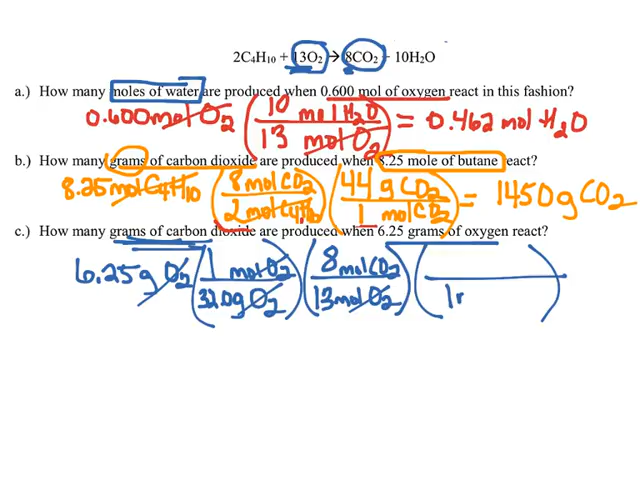 2C₄H₁₀ + 13O₂ → 8CO₂ + 10H₂O
a.) How many moles of water are produced when 0.600 mol of oxygen react in this fashion?
0.600 mol O₂ (10 mol H₂O / 13 mol O₂) = 0.462 mol H₂O
b.) How many grams of carbon dioxide are produced when 8.25 mole of butane react?
8.25 mol C₄H₁₀ (8 mol CO₂ / 2 mol C₄H₁₀) (44 g CO₂ / 1 mol CO₂) = 1450 g CO₂
c.) How many grams of carbon dioxide are produced when 6.25 grams of oxygen react?
6.25 g O₂ (1 mol O₂ / 32.0 g O₂) (8 mol CO₂ / 13 mol O₂) ( / 1